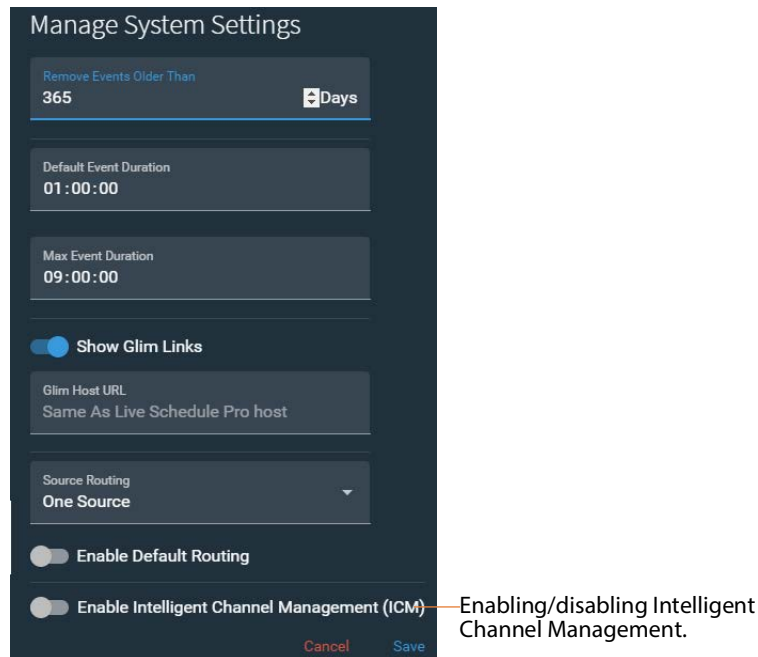 Manage System Settings
Remove Events Older Than
365 Days
Default Event Duration
01:00:00
Max Event Duration
09:00:00
Show Glim Links
Glim Host URL
Same As Live Schedule Pro host
Source Routing
One Source
Enable Default Routing
Enable Intelligent Channel Management (ICM)
Enabling/disabling Intelligent
Channel Management.
Cancel Save